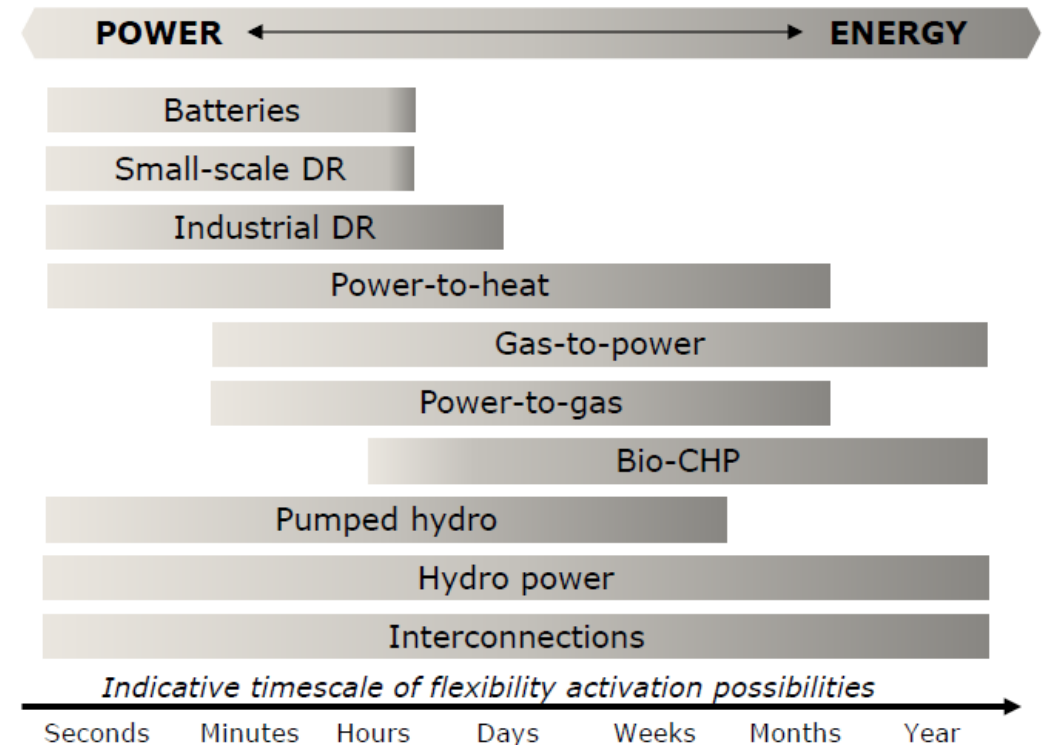 POWER ENERGY
Batteries
Small-scale DR
Industrial DR
Power-to-heat
Gas-to-power
Power-to-gas
Bio-CHP
Pumped hydro
Hydro power
Interconnections
Indicative timescale of flexibility activation possibilities
Seconds Minutes Hours Days Weeks Months Year